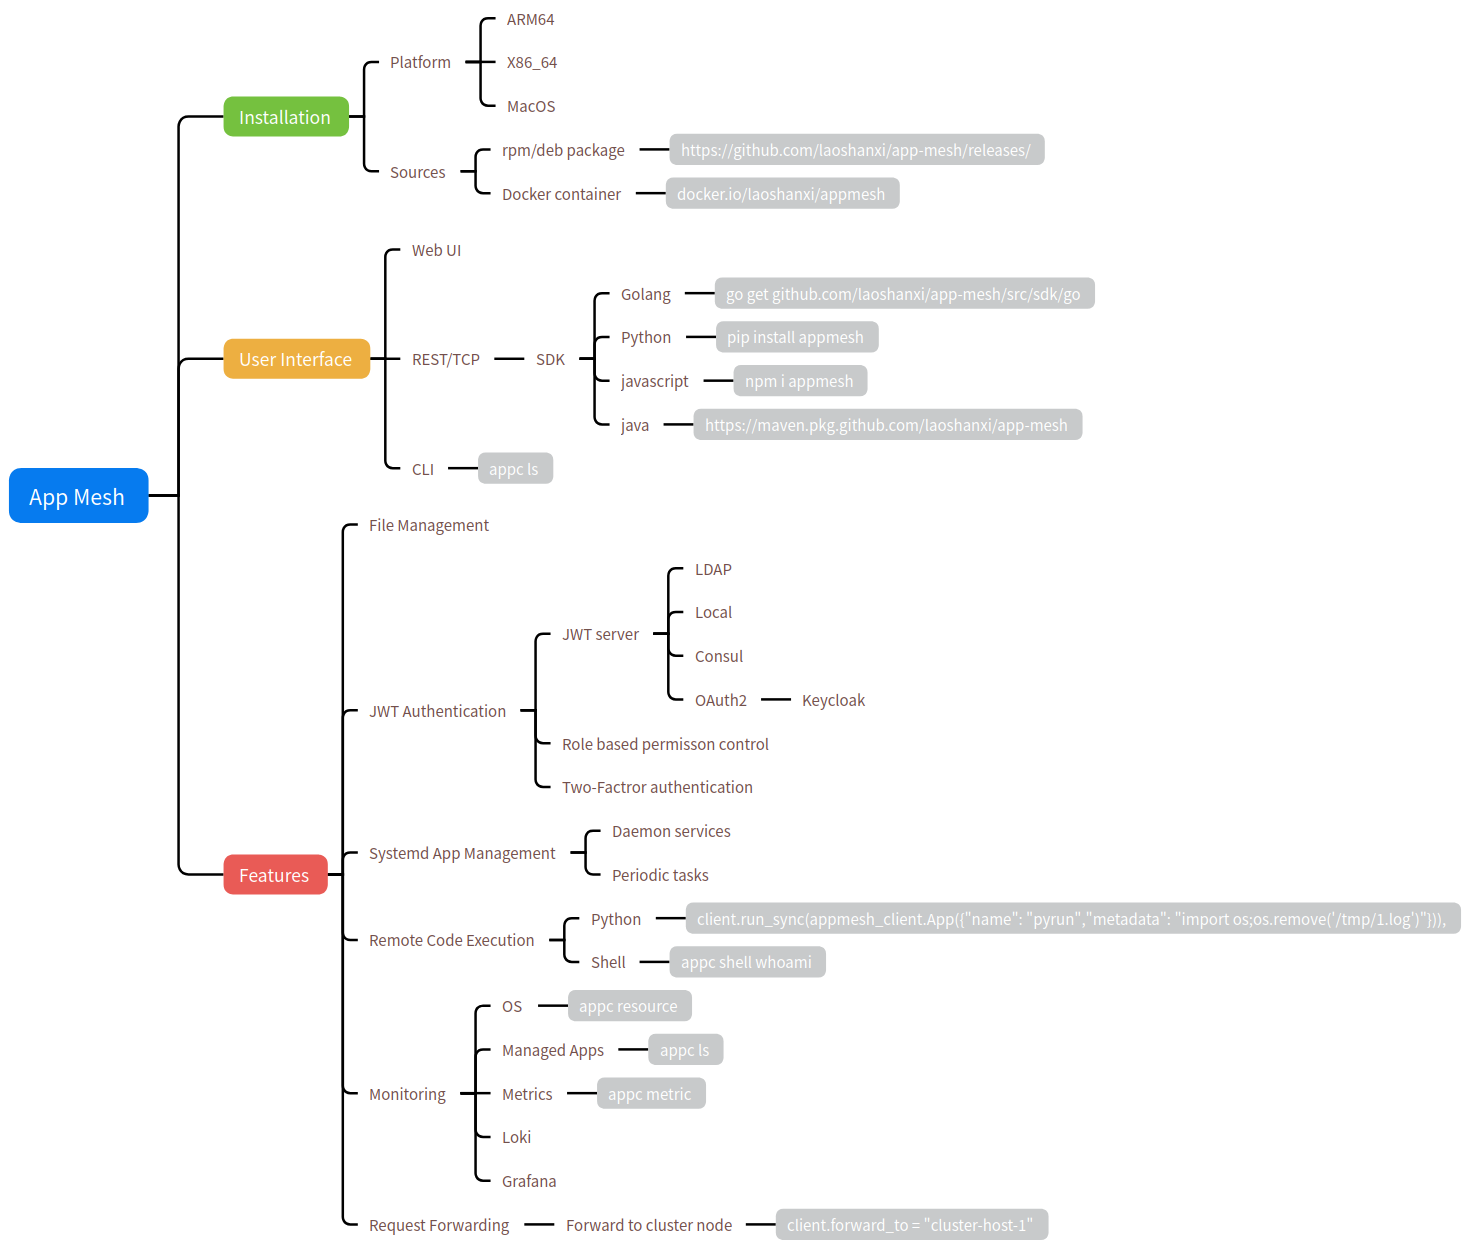 App Mesh
Installation
Platform
ARM64
X86_64
MacOS
Sources
rpm/deb package
https://github.com/laoshanxi/app-mesh/releases/
Docker container
docker.io/laoshanxi/appmesh
User Interface
Web UI
REST/TCP
SDK
Golang
go get github.com/laoshanxi/app-mesh/src/sdk/go
Python
pip install appmesh
javascript
npm i appmesh
java
https://maven.pkg.github.com/laoshanxi/app-mesh
CLI
appc ls
Features
File Management
JWT Authentication
JWT server
LDAP
Local
Consul
OAuth2
Keycloak
Role based permisson control
Two-Factror authentication
Systemd App Management
Daemon services
Periodic tasks
Remote Code Execution
Python
client.run_sync(appmesh_client.App({"name": "pyrun","metadata": "import os;os.remove('/tmp/1.log')"})),
Shell
appc shell whoami
Monitoring
OS
appc resource
Managed Apps
appc ls
Metrics
appc metric
Loki
Grafana
Request Forwarding
Forward to cluster node
client.forward_to = "cluster-host-1"